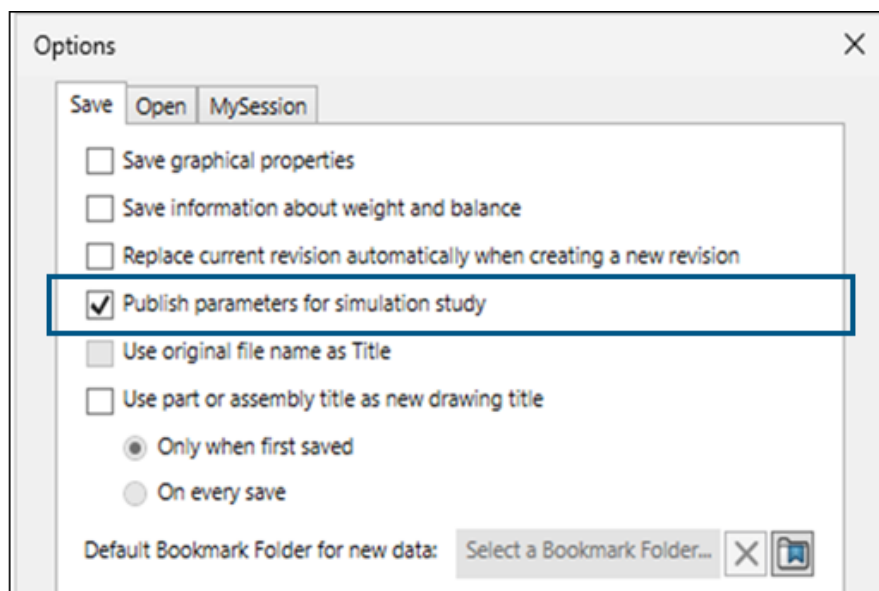 Options
Save Open MySession
Save graphical properties
Save information about weight and balance
Replace current revision automatically when creating a new revision
Publish parameters for simulation study
Use original file name as Title
Use part or assembly title as new drawing title
Only when first saved
On every save
Default Bookmark Folder for new data: Select a Bookmark Folder...